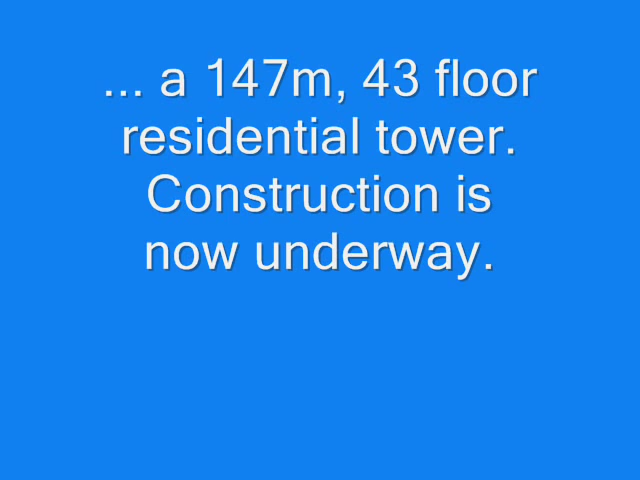 ... a 147m, 43 floor
residential tower.
Construction is
now underway.